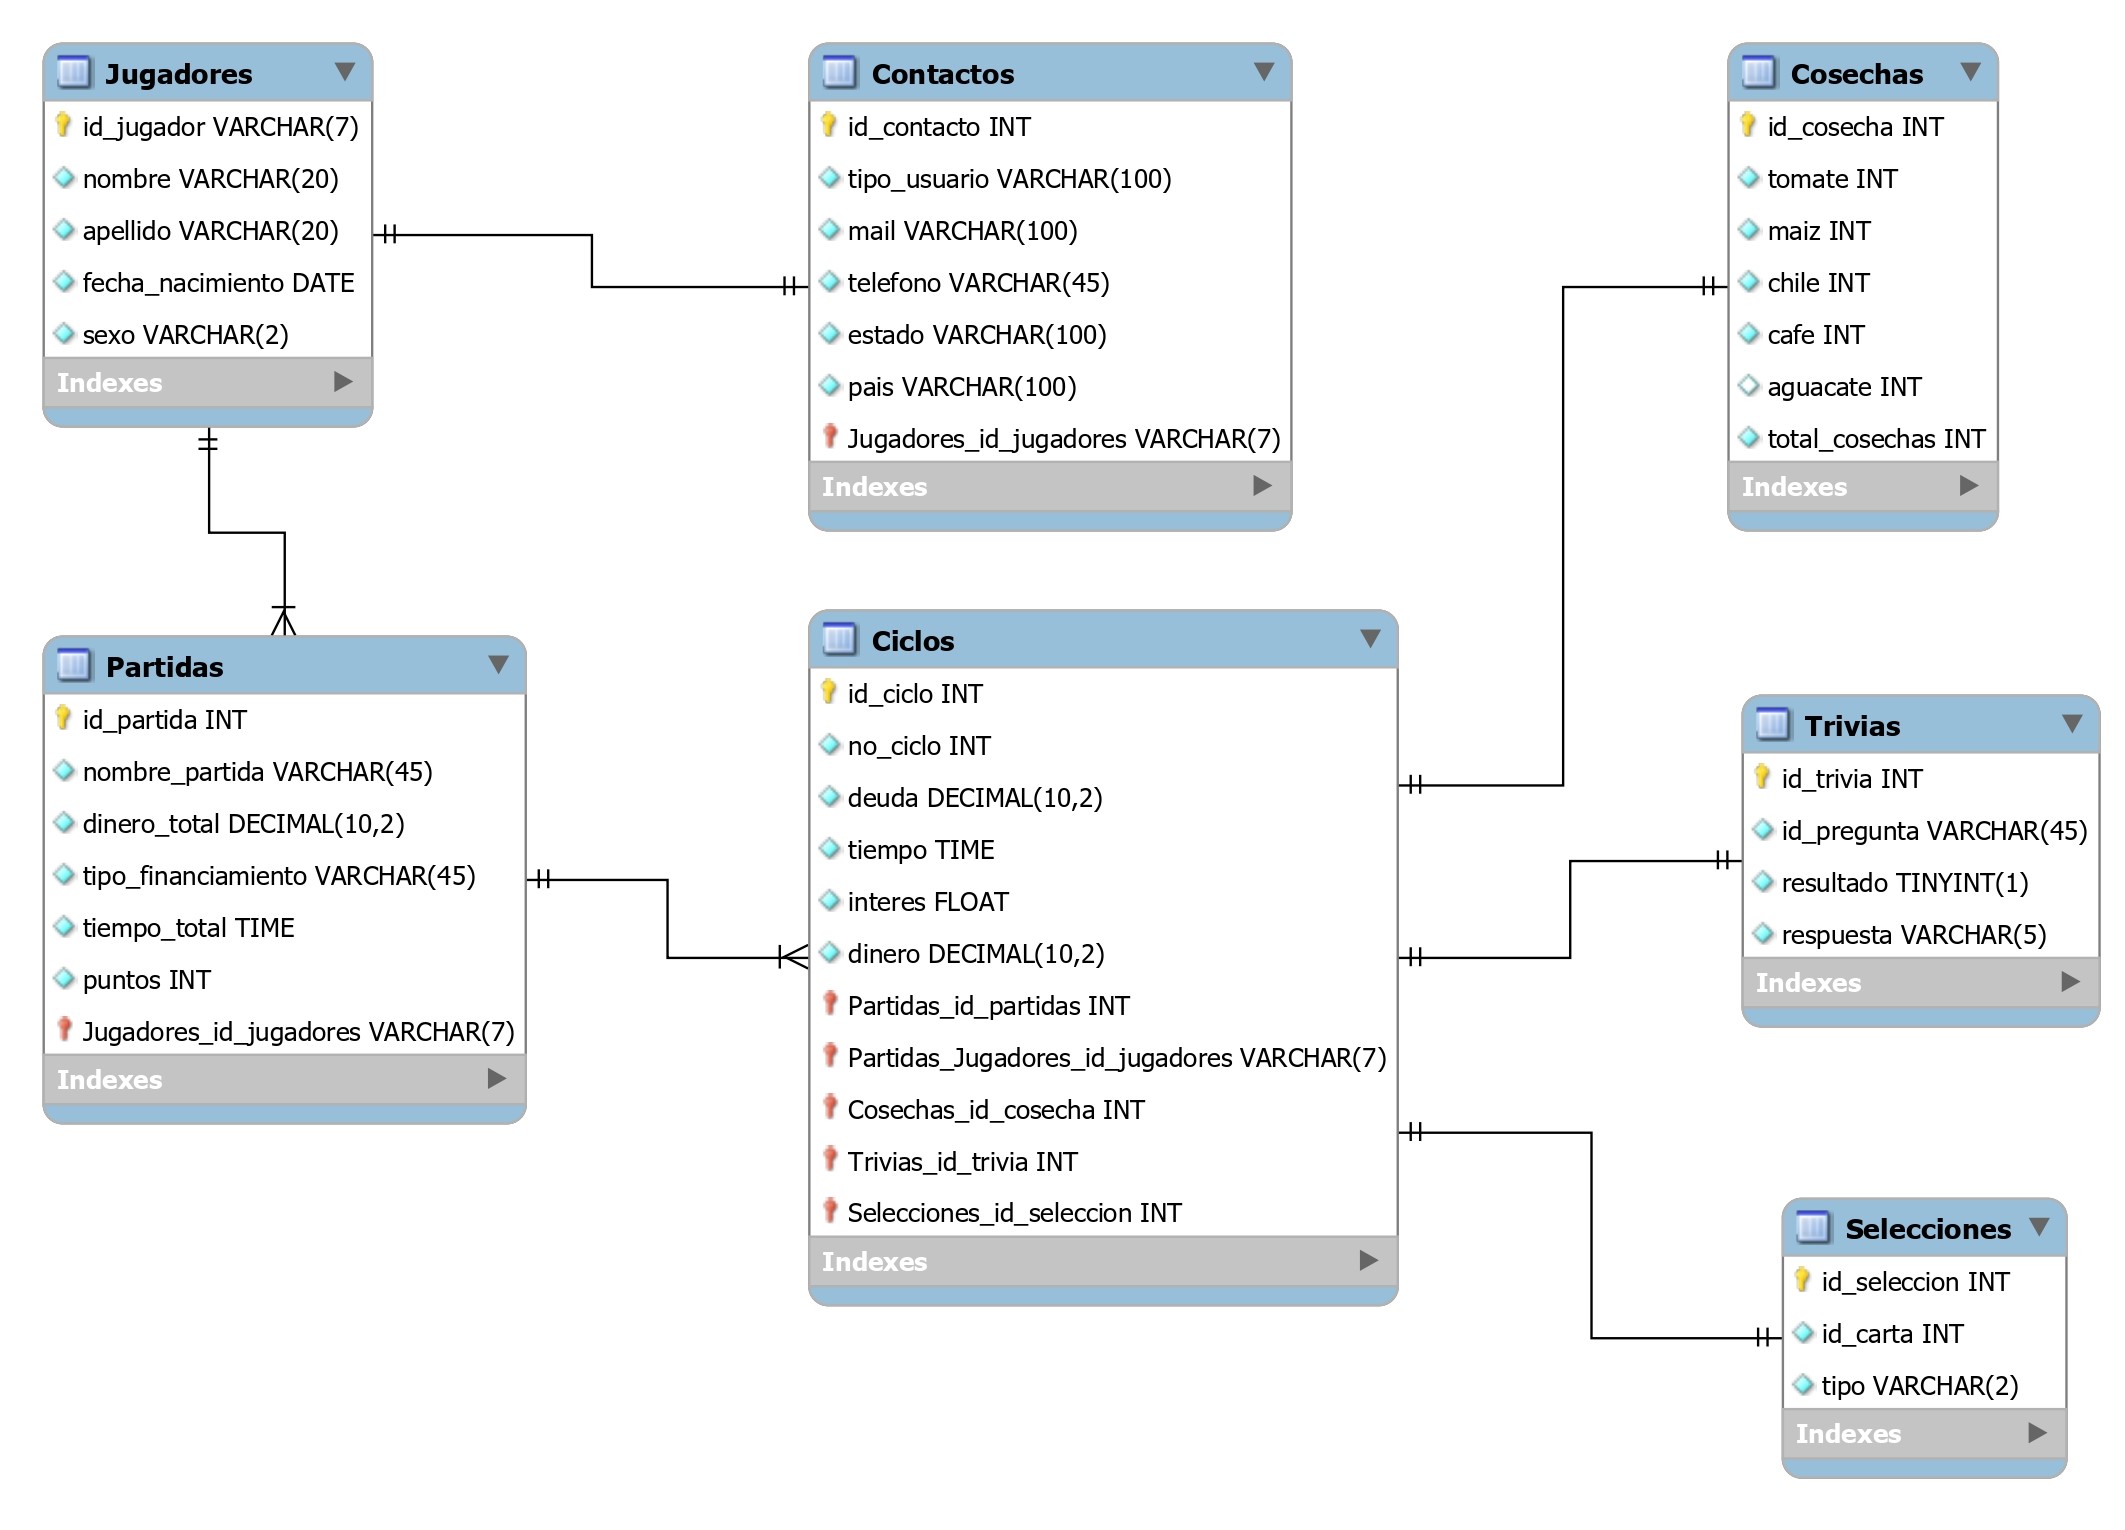 Jugadores
id_jugador VARCHAR(7)
nombre VARCHAR(20)
apellido VARCHAR(20)
fecha_nacimiento DATE
sexo VARCHAR(2)
Indexes
Contactos
id_contacto INT
tipo_usuario VARCHAR(100)
mail VARCHAR(100)
telefono VARCHAR(45)
estado VARCHAR(100)
pais VARCHAR(100)
Jugadores_id_jugadores VARCHAR(7)
Indexes
Cosechas
id_cosecha INT
tomate INT
maiz INT
chile INT
cafe INT
aguacate INT
total_cosechas INT
Indexes
Partidas
id_partida INT
nombre_partida VARCHAR(45)
dinero_total DECIMAL(10,2)
tipo_financiamiento VARCHAR(45)
tiempo_total TIME
puntos INT
Jugadores_id_jugadores VARCHAR(7)
Indexes
Ciclos
id_ciclo INT
no_ciclo INT
deuda DECIMAL(10,2)
tiempo TIME
interes FLOAT
dinero DECIMAL(10,2)
Partidas_id_partidas INT
Partidas_Jugadores_id_jugadores VARCHAR(7)
Cosechas_id_cosecha INT
Trivias_id_trivia INT
Selecciones_id_seleccion INT
Indexes
Trivias
id_trivia INT
id_pregunta VARCHAR(45)
resultado TINYINT(1)
respuesta VARCHAR(5)
Indexes
Selecciones
id_seleccion INT
id_carta INT
tipo VARCHAR(2)
Indexes